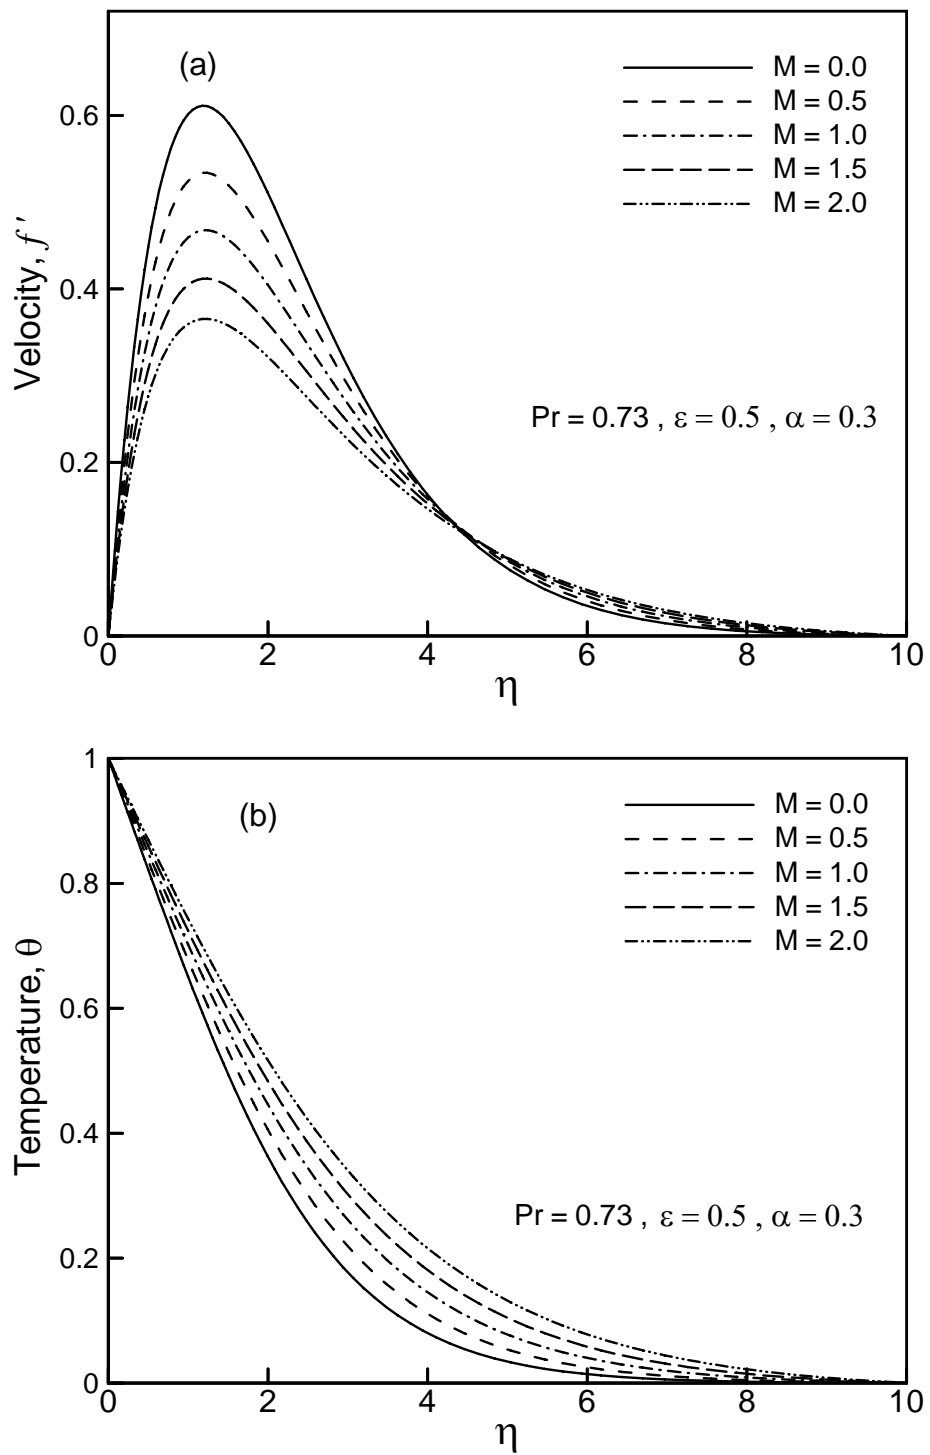 (a)
M = 0.0
M = 0.5
M = 1.0
M = 1.5
M = 2.0
0.6
0.4
0.2
0
Velocity, f '
Pr = 0.73 , ε = 0.5 , α = 0.3
0 2 4 6 8 10
η
(b)
M = 0.0
M = 0.5
M = 1.0
M = 1.5
M = 2.0
1
0.8
0.6
0.4
0.2
0
Temperature, θ
Pr = 0.73 , ε = 0.5 , α = 0.3
0 2 4 6 8 10
η